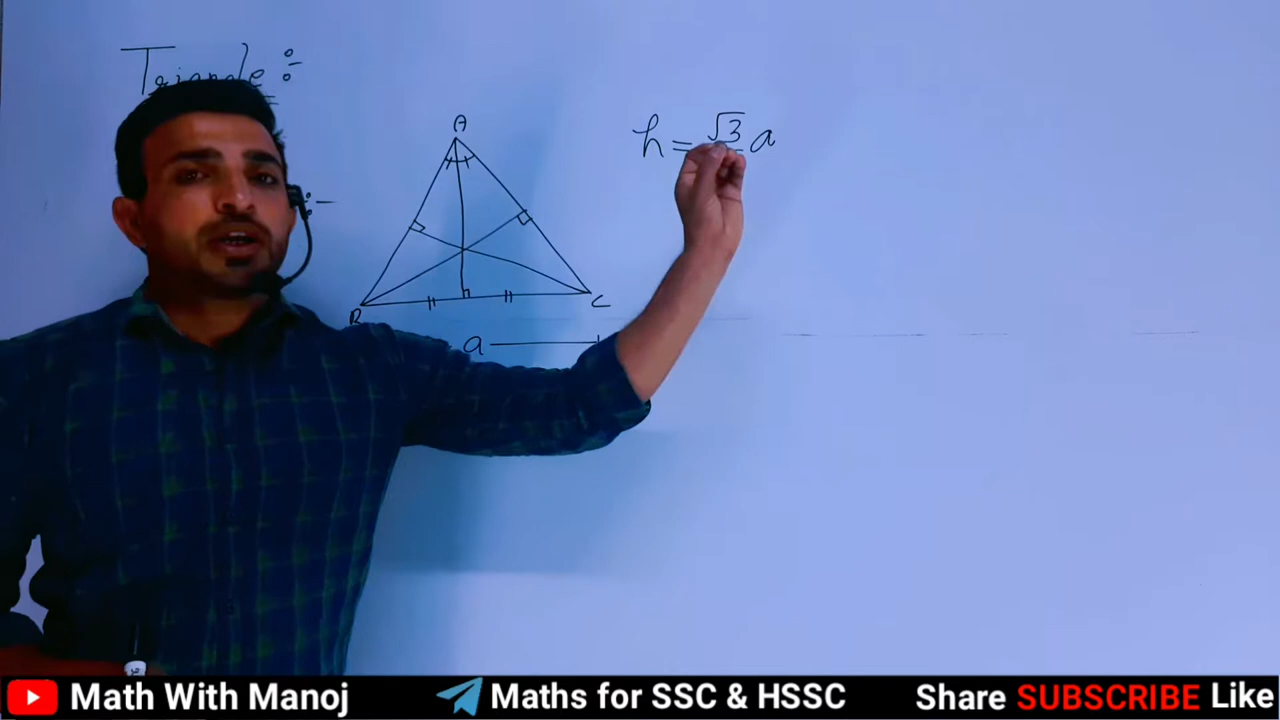 Triangle :-
:-
A
h = √3 a
B
C
a
Math With Manoj
Maths for SSC & HSSC
Share SUBSCRIBE Like